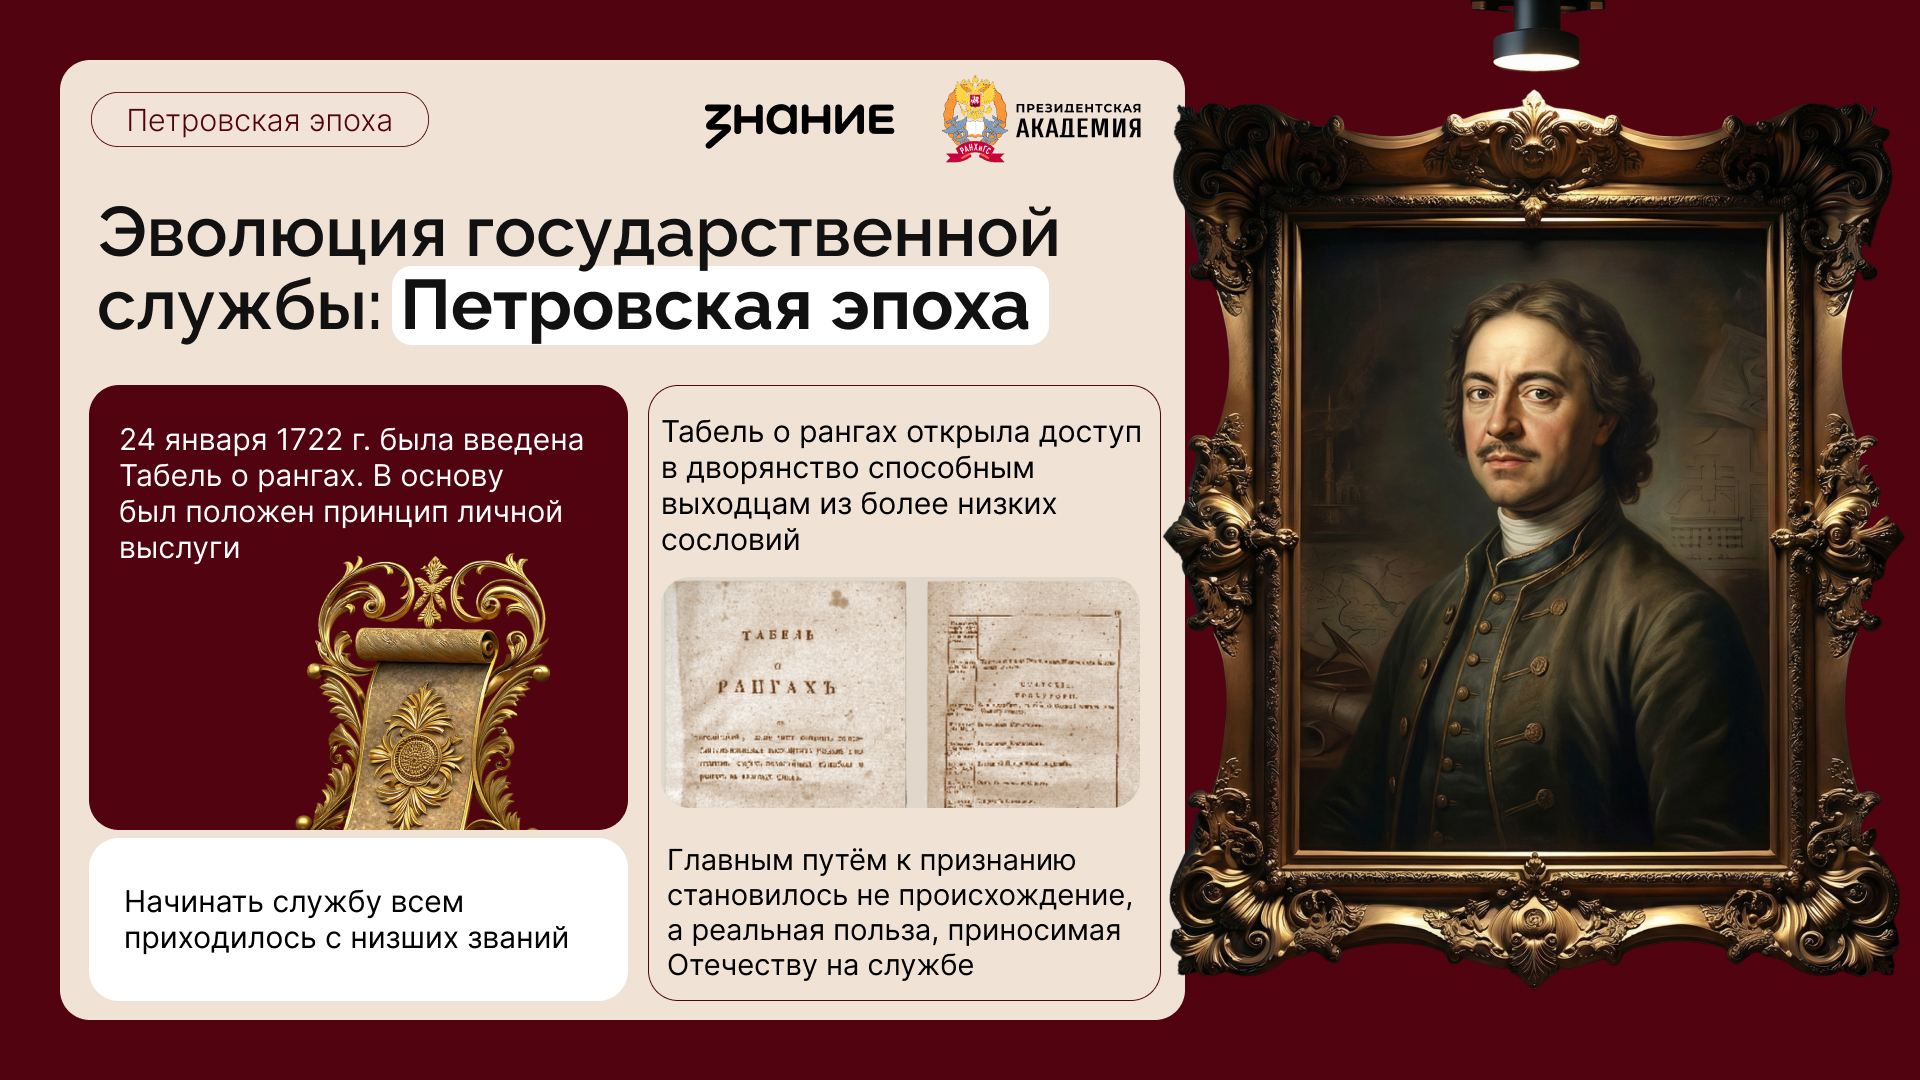 Петровская эпоха
ЗНАНИЕ
ПРЕЗИДЕНТСКАЯ
АКАДЕМИЯ
РАНХиГС
Эволюция государственной
службы: Петровская эпоха
24 января 1722 г. была введена
Табель о рангах. В основу
был положен принцип личной
выслуги
Начинать службу всем
приходилось с низших званий
Табель о рангах открыла доступ
в дворянство способным
выходцам из более низких
сословий
ТАБЕЛЬ
О
РАНГАХЪ
Главным путём к признанию
становилось не происхождение,
а реальная польза, приносимая
Отечеству на службе